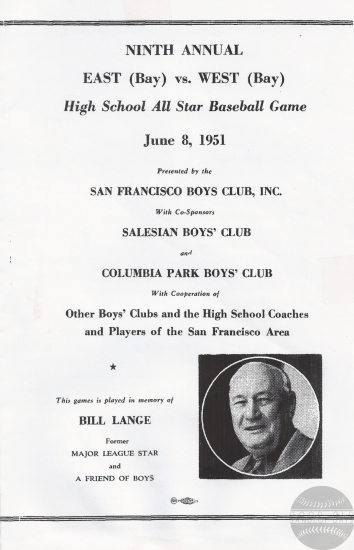 NINTH ANNUAL
EAST (Bay) vs. WEST (Bay)
High School All Star Baseball Game
June 8, 1951
Presented by the
SAN FRANCISCO BOYS CLUB, INC.
With Co-Sponsors
SALESIAN BOYS' CLUB
and
COLUMBIA PARK BOYS' CLUB
With Cooperation of
Other Boys' Clubs and the High School Coaches
and Players of the San Francisco Area
This games is played in memory of
BILL LANGE
Former
MAJOR LEAGUE STAR
and
A FRIEND OF BOYS